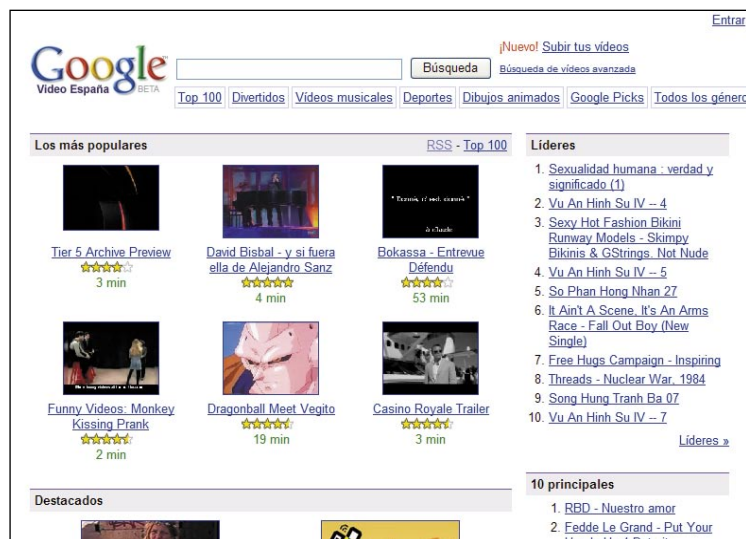 Entrar
Google
Video España BETA
Búsqueda
¡Nuevo! Subir tus vídeos
Búsqueda de vídeos avanzada
Top 100 Divertidos Vídeos musicales Deportes Dibujos animados Google Picks Todos los género
Los más populares RSS - Top 100
Tier 5 Archive Preview
3 min
David Bisbal - y si fuera
ella de Alejandro Sanz
4 min
à claude
Bokassa - Entrevue
Défendu
53 min
Funny Videos: Monkey
Kissing Prank
2 min
Dragonball Meet Vegito
19 min
Casino Royale Trailer
3 min
Destacados
Líderes
1. Sexualidad humana : verdad y
significado (1)
2. Vu An Hinh Su IV -- 4
3. Sexy Hot Fashion Bikini
Runway Models - Skimpy
Bikinis & GStrings. Not Nude
4. Vu An Hinh Su IV -- 5
5. So Phan Hong Nhan 27
6. It Ain't A Scene, It's An Arms
Race - Fall Out Boy (New
Single)
7. Free Hugs Campaign - Inspiring
8. Threads - Nuclear War, 1984
9. Song Hung Tranh Ba 07
10. Vu An Hinh Su IV -- 7
Líderes »
10 principales
1. RBD - Nuestro amor
2. Fedde Le Grand - Put Your